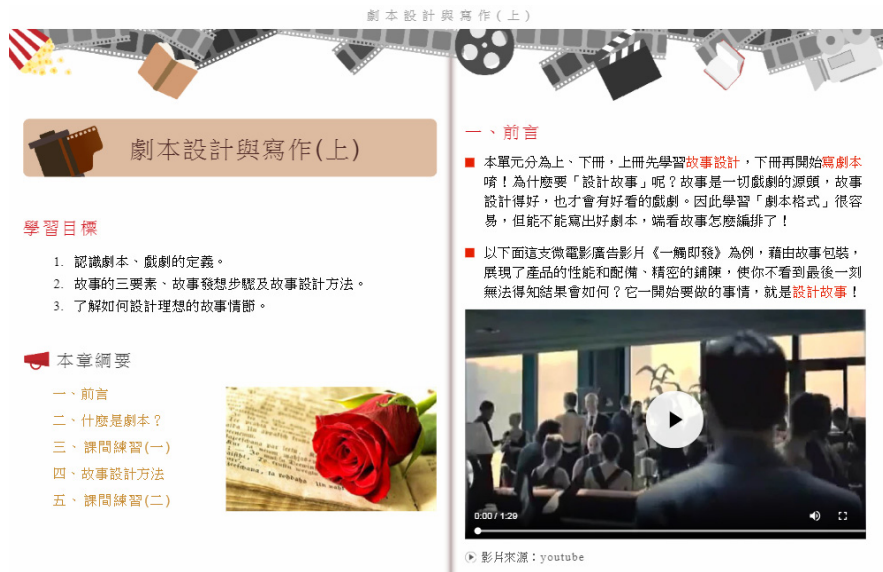 劇本設計與寫作(上)
劇本設計與寫作(上)
學習目標
1. 認識劇本、戲劇的定義。
2. 故事的三要素、故事發想步驟及故事設計方法。
3. 了解如何設計理想的故事情節。
本章綱要
一、前言
二、什麼是劇本？
三、課間練習(一)
四、故事設計方法
五、課間練習(二)
一、前言
本單元分為上、下冊，上冊先學習故事設計，下冊再開始寫劇本
唷！為什麼要「設計故事」呢？故事是一切戲劇的源頭，故事
設計得好，也才會有好看的戲劇。因此學習「劇本格式」很容
易，但能不能寫出好劇本，端看故事怎麼編排了！
以下面這支微電影廣告影片《一觸即發》為例，藉由故事包裝，
展現了產品的性能和配備、精密的鋪陳，使你不看到最後一刻
無法得知結果會如何？它一開始要做的事情，就是設計故事！
0:00 / 1:29
影片來源：youtube